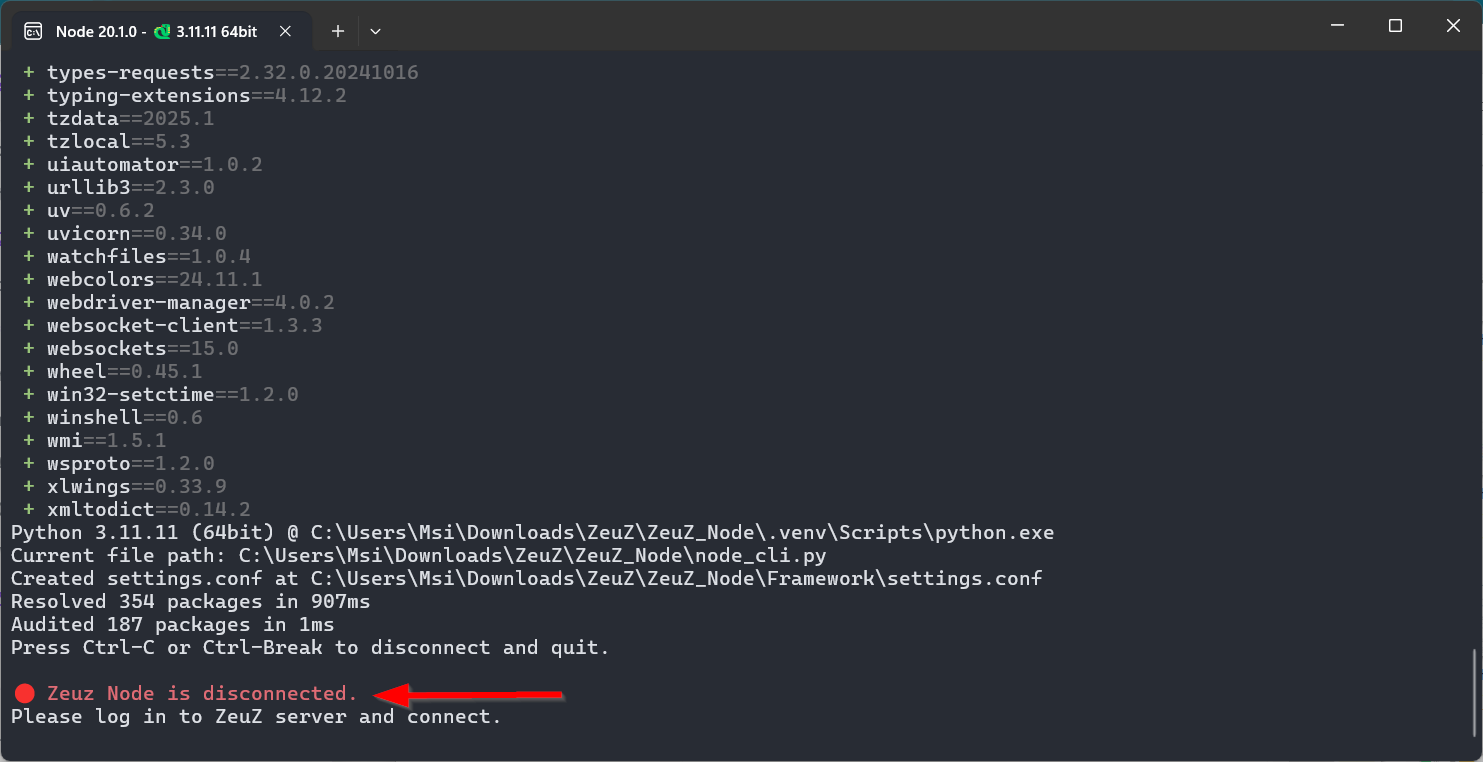 Node 20.1.0 - 3.11.11 64bit
+ types-requests==2.32.0.20241016
+ typing-extensions==4.12.2
+ tzdata==2025.1
+ tzlocal==5.3
+ uiautomator==1.0.2
+ urllib3==2.3.0
+ uv==0.6.2
+ uvicorn==0.34.0
+ watchfiles==1.0.4
+ webcolors==24.11.1
+ webdriver-manager==4.0.2
+ websocket-client==1.3.3
+ websockets==15.0
+ wheel==0.45.1
+ win32-setctime==1.2.0
+ winshell==0.6
+ wmi==1.5.1
+ wsproto==1.2.0
+ xlwings==0.33.9
+ xmltodict==0.14.2
Python 3.11.11 (64bit) @ C:\Users\Msi\Downloads\ZeuZ\ZeuZ_Node\.venv\Scripts\python.exe
Current file path: C:\Users\Msi\Downloads\ZeuZ\ZeuZ_Node\node_cli.py
Created settings.conf at C:\Users\Msi\Downloads\ZeuZ\ZeuZ_Node\Framework\settings.conf
Resolved 354 packages in 907ms
Audited 187 packages in 1ms
Press Ctrl-C or Ctrl-Break to disconnect and quit.
Zeuz Node is disconnected.
Please log in to ZeuZ server and connect.